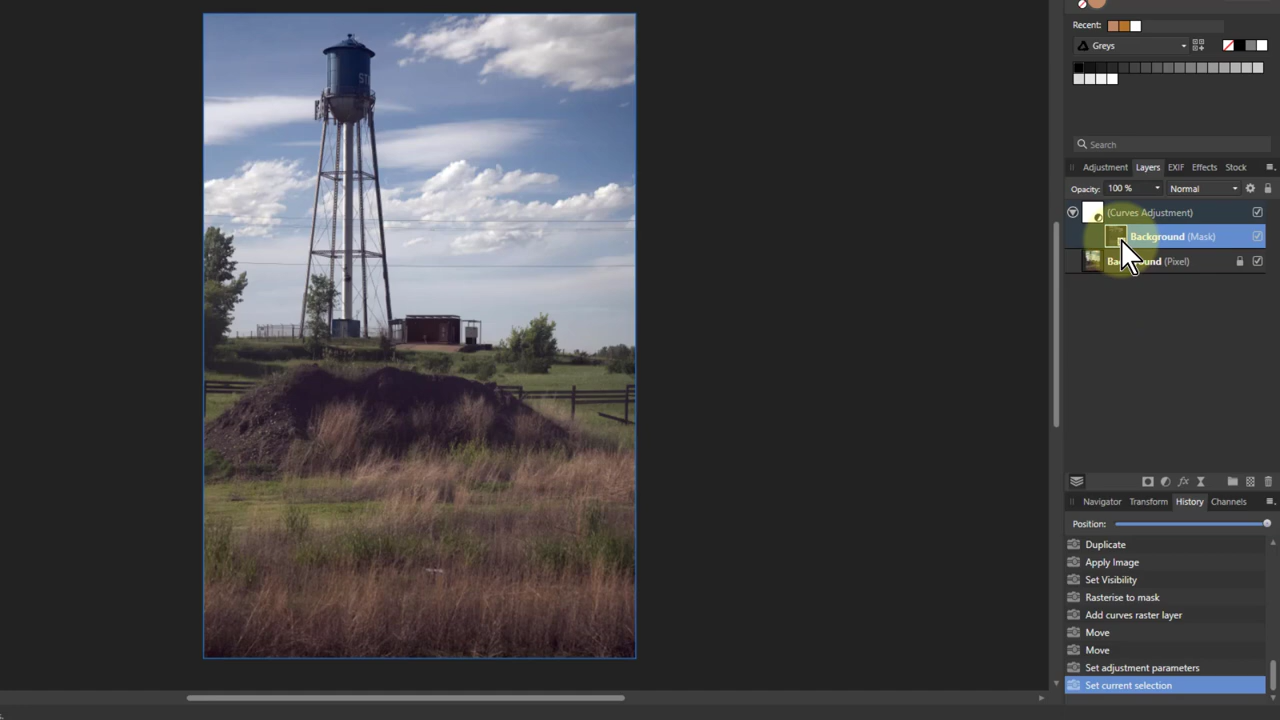 Recent:
Greys
Search
Adjustment Layers EXIF Effects Stock
Opacity: 100 % Normal
(Curves Adjustment)
Background (Mask)
(Pixel)
Navigator Transform History Channels
Position:
Duplicate
Apply Image
Set Visibility
Rasterise to mask
Add curves raster layer
Move
Move
Set adjustment parameters
Set current selection
ST